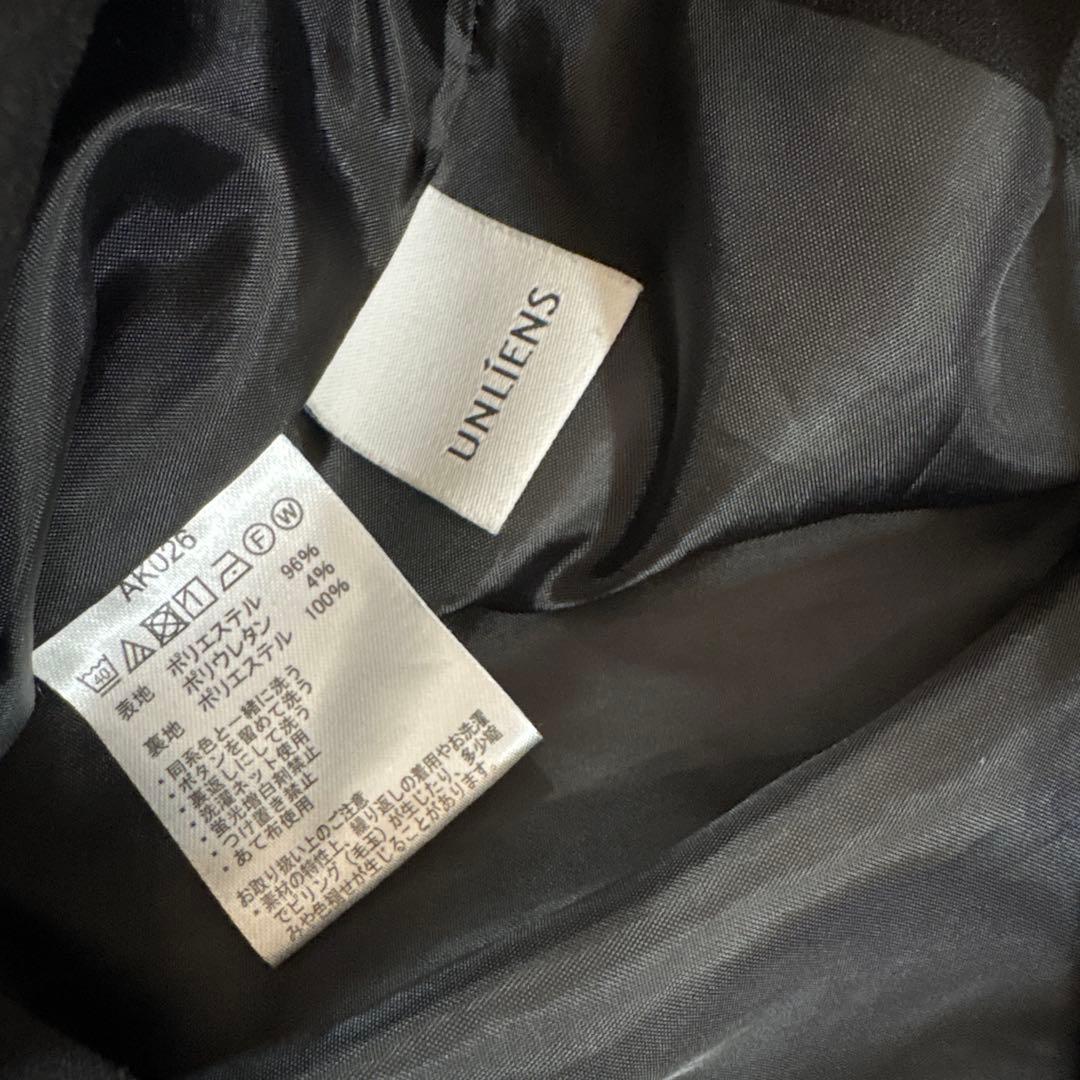 UNLÍENS
AK026
40 F W
表地 ポリエステル 96%
ポリウレタン 4%
裏地 ポリエステル 100%
・同系色と一緒に洗う
・ボタンを留めて洗う
・裏返しにして洗う
・洗濯ネット使用
・蛍光増白剤禁止
・つけ置き禁止
・あて布使用
お取り扱い上のご注意
・素材の特性上、繰り返しの着用やお洗濯
でピリング(毛玉)が生じたり、多少縮
みや色褪せが生じることがあります。